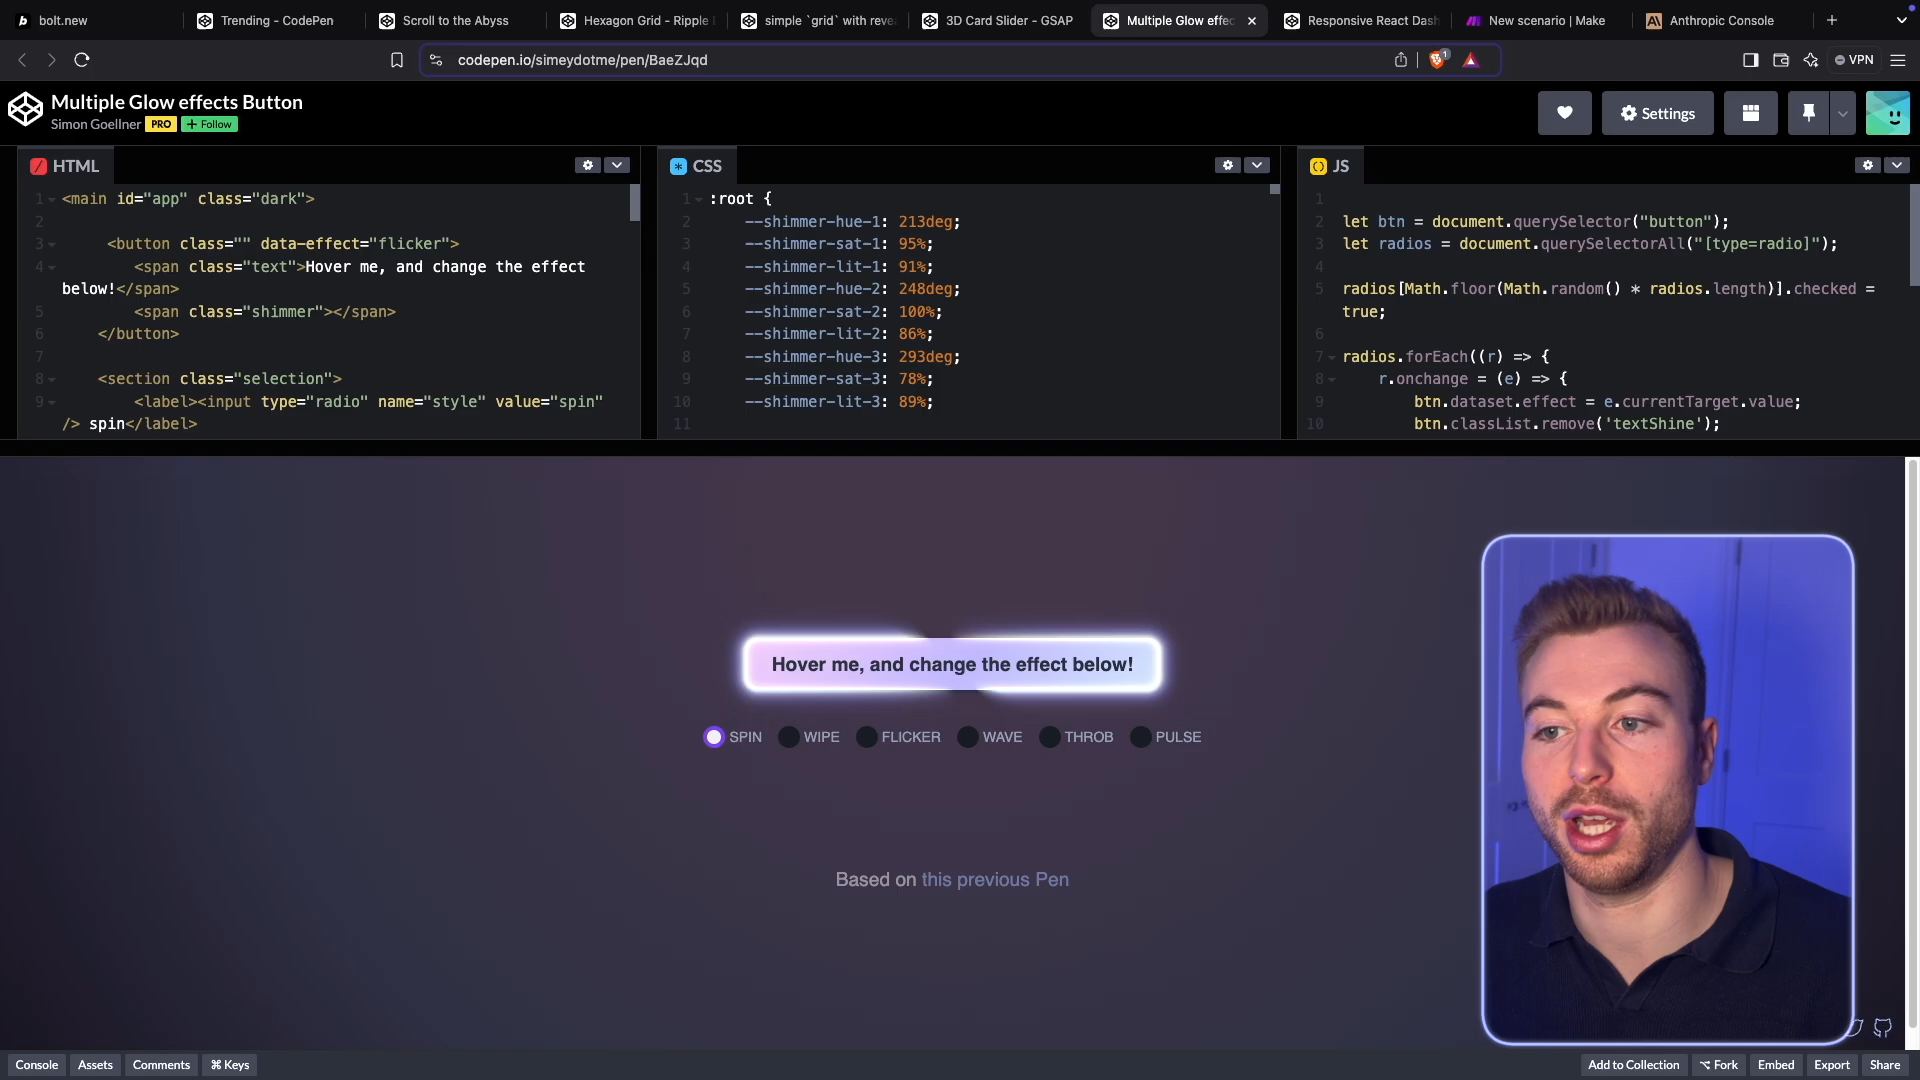 bolt.new
Trending - CodePen
Scroll to the Abyss
Hexagon Grid - Ripple
simple `grid` with reve
3D Card Slider - GSAP
Multiple Glow effec
Responsive React Dash
New scenario | Make
Anthropic Console
codepen.io/simeydotme/pen/BaeZJqd
1
VPN
Multiple Glow effects Button
Simon Goellner PRO + Follow
Settings
HTML
1 <main id="app" class="dark">
2
3 <button class="" data-effect="flicker">
4 <span class="text">Hover me, and change the effect
below!</span>
5 <span class="shimmer"></span>
6 </button>
7
8 <section class="selection">
9 <label><input type="radio" name="style" value="spin"
/> spin</label>
CSS
1 :root {
2 --shimmer-hue-1: 213deg;
3 --shimmer-sat-1: 95%;
4 --shimmer-lit-1: 91%;
5 --shimmer-hue-2: 248deg;
6 --shimmer-sat-2: 100%;
7 --shimmer-lit-2: 86%;
8 --shimmer-hue-3: 293deg;
9 --shimmer-sat-3: 78%;
10 --shimmer-lit-3: 89%;
11
JS
1
2 let btn = document.querySelector("button");
3 let radios = document.querySelectorAll("[type=radio]");
4
5 radios[Math.floor(Math.random() * radios.length)].checked =
true;
6
7 radios.forEach((r) => {
8 r.onchange = (e) => {
9 btn.dataset.effect = e.currentTarget.value;
10 btn.classList.remove('textShine');
Hover me, and change the effect below!
SPIN WIPE FLICKER WAVE THROB PULSE
Based on this previous Pen
Console Assets Comments ⌘ Keys
Add to Collection Fork Embed Export Share